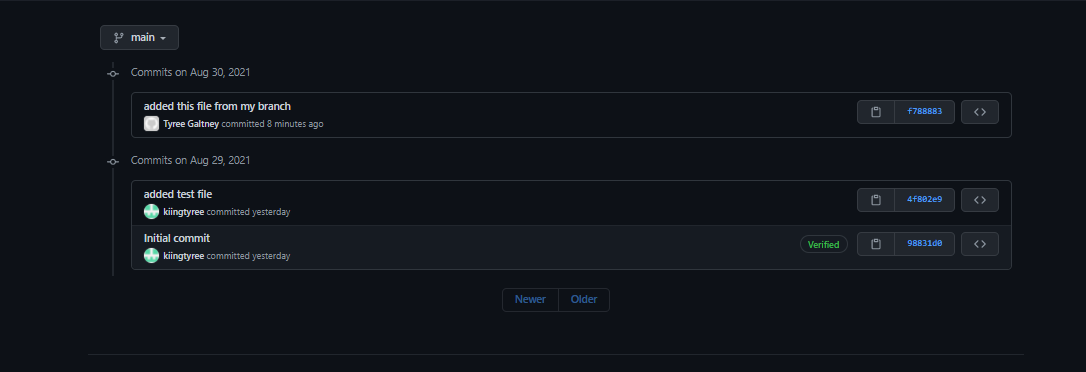 main
Commits on Aug 30, 2021
added this file from my branch
Tyree Galtney committed 8 minutes ago
f788883
Commits on Aug 29, 2021
added test file
kiingtyree committed yesterday
4f802e9
Initial commit
kiingtyree committed yesterday
Verified
98831d0
Newer Older